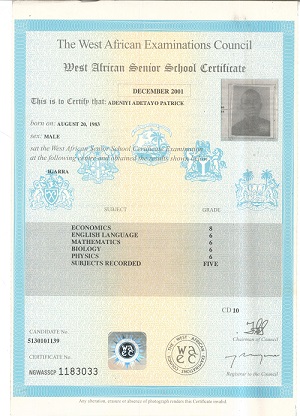 The West African Examinations Council
West African Senior School Certificate
DECEMBER 2001
This is to Certify that: ADENIYI ADETAYO PATRICK
born on: AUGUST 20, 1983
sex: MALE
sat the West African Senior School Certificate Examination
at the following centre and obtained the results shown below
IGARRA
SUBJECT GRADE
ECONOMICS 8
ENGLISH LANGUAGE 6
MATHEMATICS 6
BIOLOGY 6
PHYSICS 6
SUBJECTS RECORDED FIVE
CD 10
CANDIDATE No.
5130101139
Chairman of Council
CERTIFICATE No.
NGWASSCP 1183033
Registrar to the Council
Any alteration, erasure or absence of photograph renders this Certificate invalid.